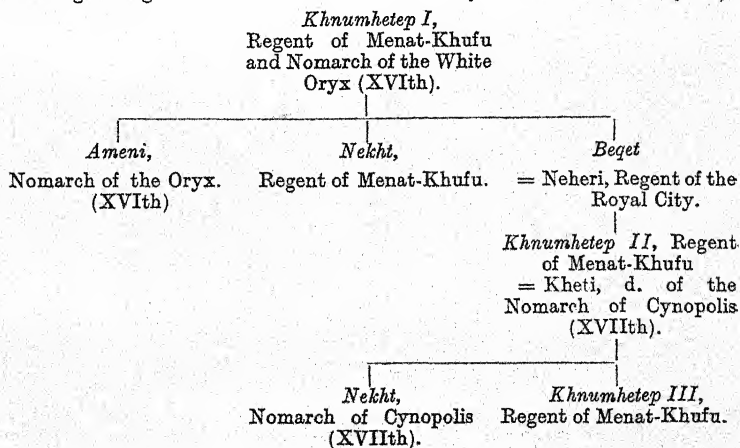 Khnumhetep I,
Regent of Menat-Khufu
and Nomarch of the White
Oryx (XVIth).
Ameni,
Nomarch of the Oryx.
(XVIth)
Nekht,
Regent of Menat-Khufu.
Beqet
= Neheri, Regent of the
Royal City.
Khnumhetep II, Regent
of Menat-Khufu
= Kheti, d. of the
Nomarch of Cynopolis
(XVIIth).
Nekht,
Nomarch of Cynopolis
(XVIIth).
Khnumhetep III,
Regent of Menat-Khufu.